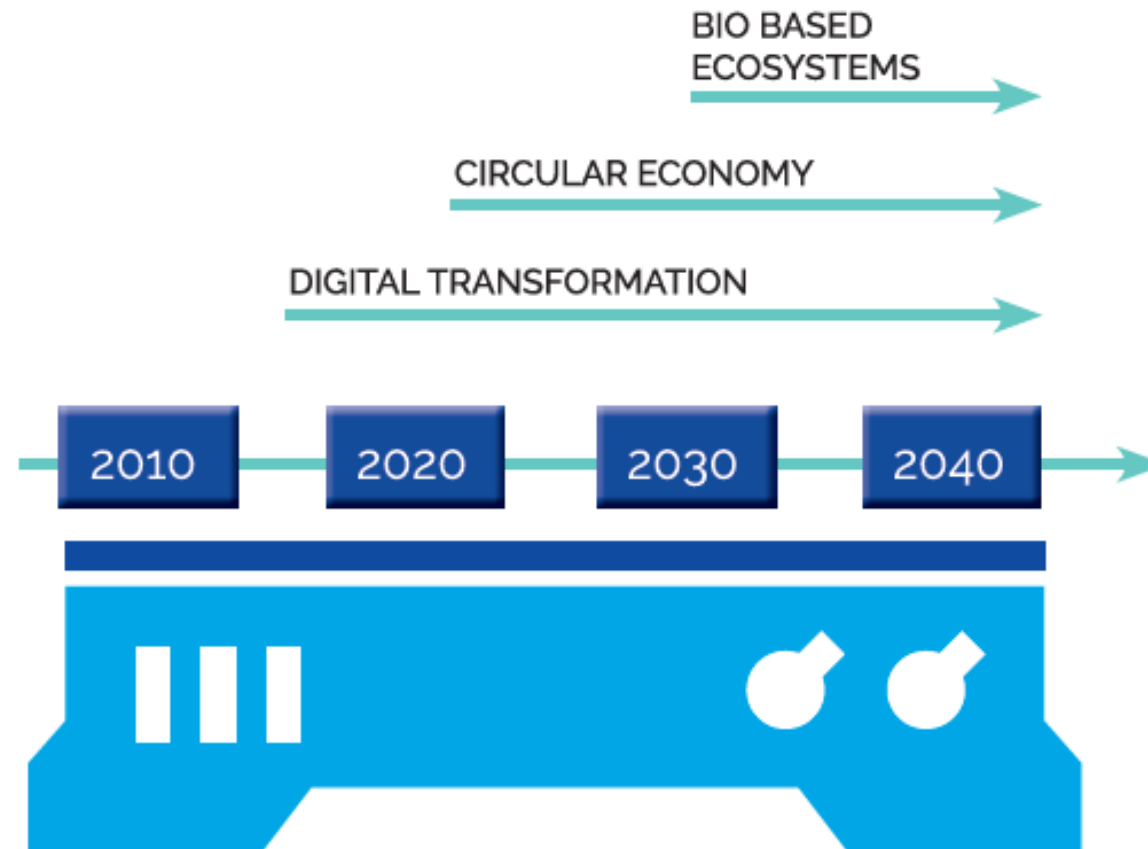 BIO BASED
ECOSYSTEMS
CIRCULAR ECONOMY
DIGITAL TRANSFORMATION
2010 2020 2030 2040